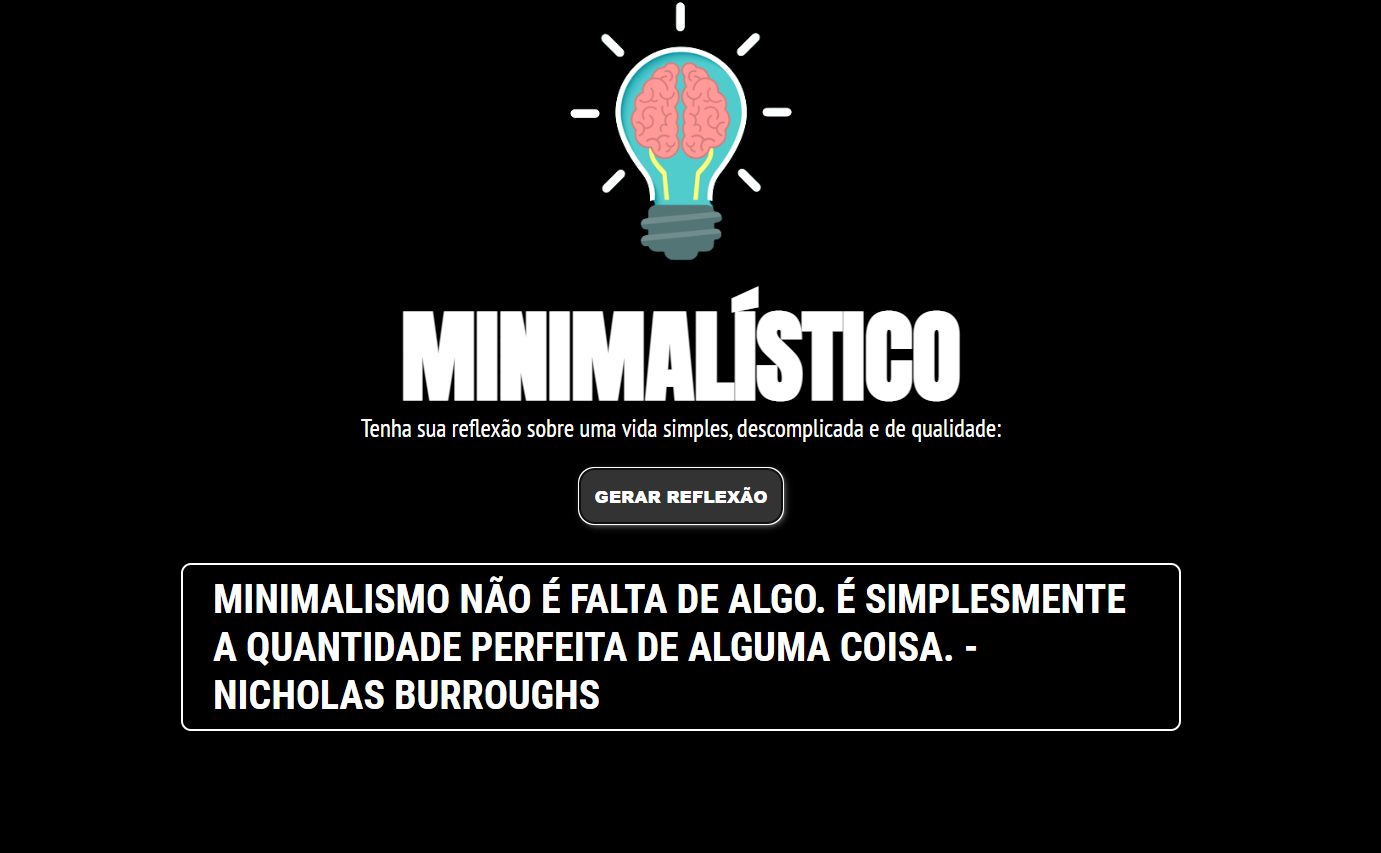 MINIMALÍSTICO
Tenha sua reflexão sobre uma vida simples, descomplicada e de qualidade:
GERAR REFLEXÃO
MINIMALISMO NÃO É FALTA DE ALGO. É SIMPLESMENTE
A QUANTIDADE PERFEITA DE ALGUMA COISA. -
NICHOLAS BURROUGHS